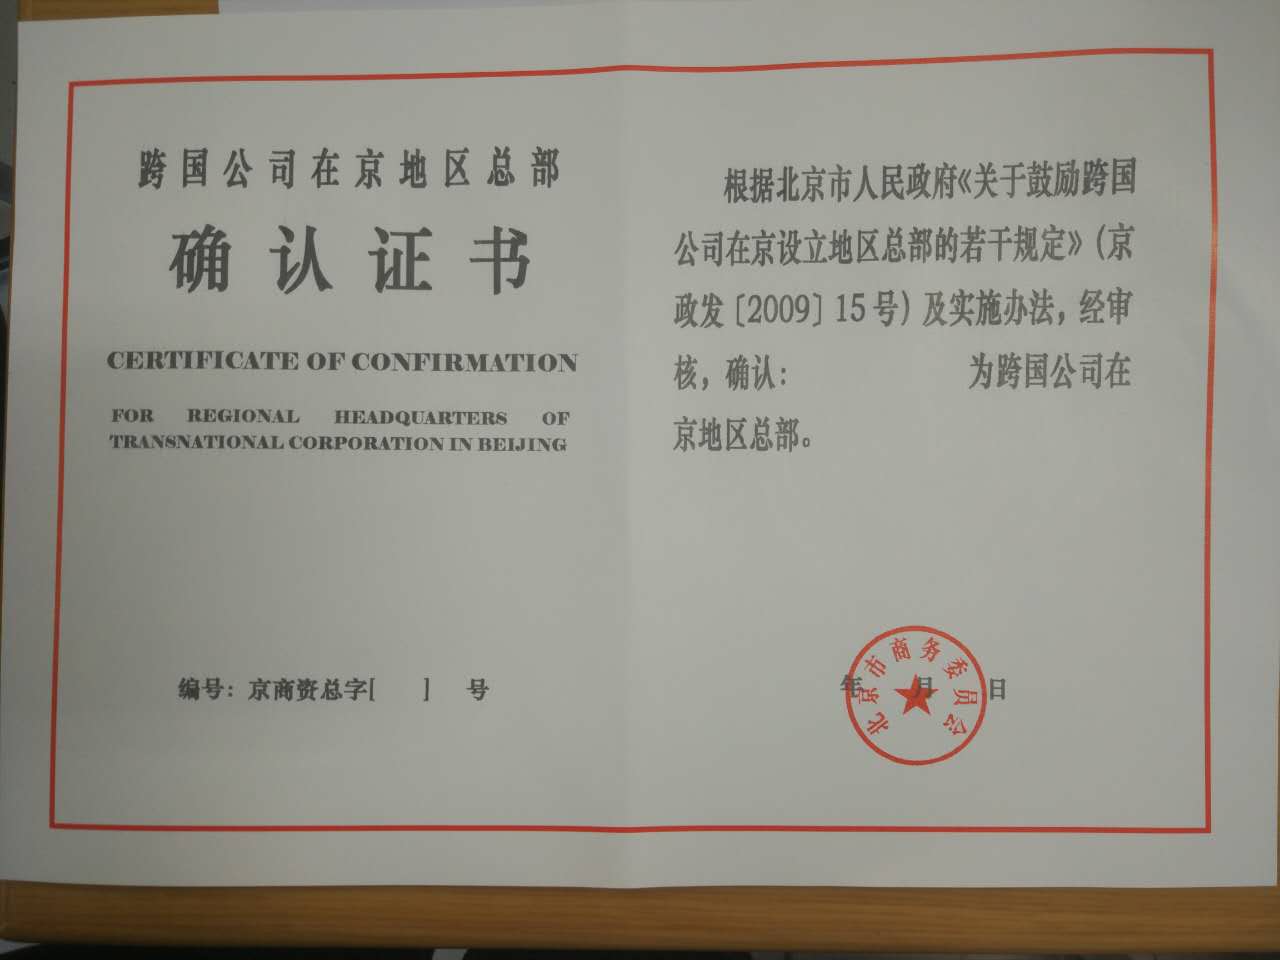 跨国公司在京地区总部
确认证书
CERTIFICATE OF CONFIRMATION
FOR REGIONAL HEADQUARTERS OF
TRANSNATIONAL CORPORATION IN BEIJING
编号：京商资总字[ ] 号
根据北京市人民政府《关于鼓励跨国
公司在京设立地区总部的若干规定》（京
政发〔2009〕15号）及实施办法，经审
核，确认： 为跨国公司在
京地区总部。
年 月 日
北京市商务委员会